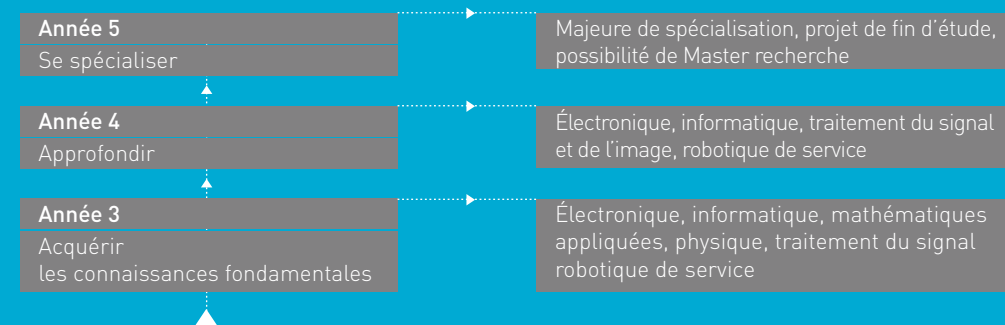 Année 5
Se spécialiser
Majeure de spécialisation, projet de fin d'étude,
possibilité de Master recherche
Année 4
Approfondir
Électronique, informatique, traitement du signal
et de l'image, robotique de service
Année 3
Acquérir
les connaissances fondamentales
Électronique, informatique, mathématiques
appliquées, physique, traitement du signal
robotique de service